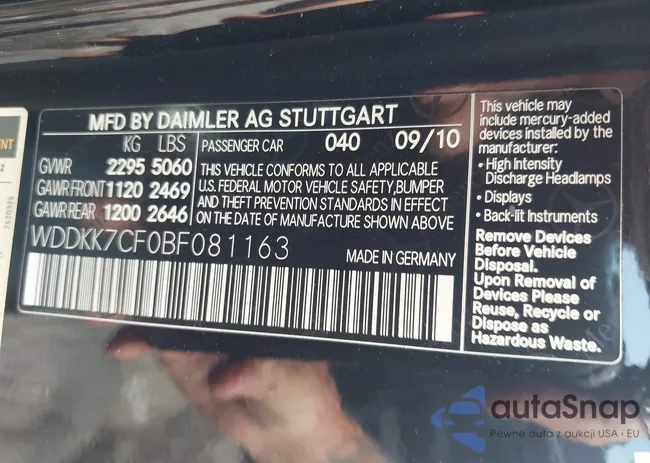 MFD BY DAIMLER AG STUTTGART
KG LBS
GVWR 2295 5060
GAWR FRONT 1120 2469
GAWR REAR 1200 2646
PASSENGER CAR 040 09/10
THIS VEHICLE CONFORMS TO ALL APPLICABLE
U.S. FEDERAL MOTOR VEHICLE SAFETY,BUMPER
AND THEFT PREVENTION STANDARDS IN EFFECT
ON THE DATE OF MANUFACTURE SHOWN ABOVE
WDDKK7CF0BF081163
MADE IN GERMANY
This vehicle may
include mercury-added
devices installed by the
manufacturer:
• High Intensity
Discharge Headlamps
• Displays
• Back-lit Instruments
Remove Devices
Before Vehicle
Disposal.
Upon Removal of
Devices Please
Reuse, Recycle or
Dispose as
Hazardous Waste.
autaSnap
Pewne auta z aukcji USA i EU